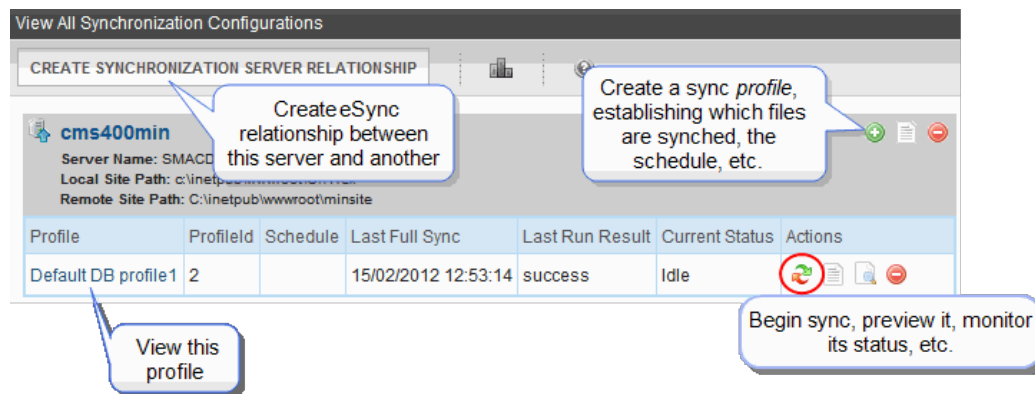 View All Synchronization Configurations
CREATE SYNCHRONIZATION SERVER RELATIONSHIP
Create eSync
relationship between
this server and another
Create a sync profile,
establishing which files
are synched, the
schedule, etc.
cms400min
Server Name: SMACD
Local Site Path: c:\inetpub\
Remote Site Path: C:\inetpub\wwwroot\minsite
Profile ProfileId Schedule Last Full Sync Last Run Result Current Status Actions
Default DB profile1 2 15/02/2012 12:53:14 success Idle
Begin sync, preview it, monitor
its status, etc.
View this
profile